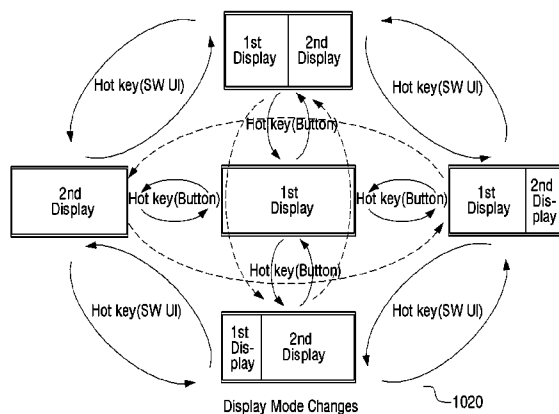 1st
Display
2nd
Display
Hot key(SW UI)
Hot key(SW UI)
Hot key(Button)
2nd
Display
Hot key
(Button)
1st
Display
Hot key
(Button)
1st
Display
2nd
Dis-
play
Hot key(Button)
Hot key(SW UI)
1st
Dis-
play
2nd
Display
Hot key(SW UI)
1020
Display Mode Changes